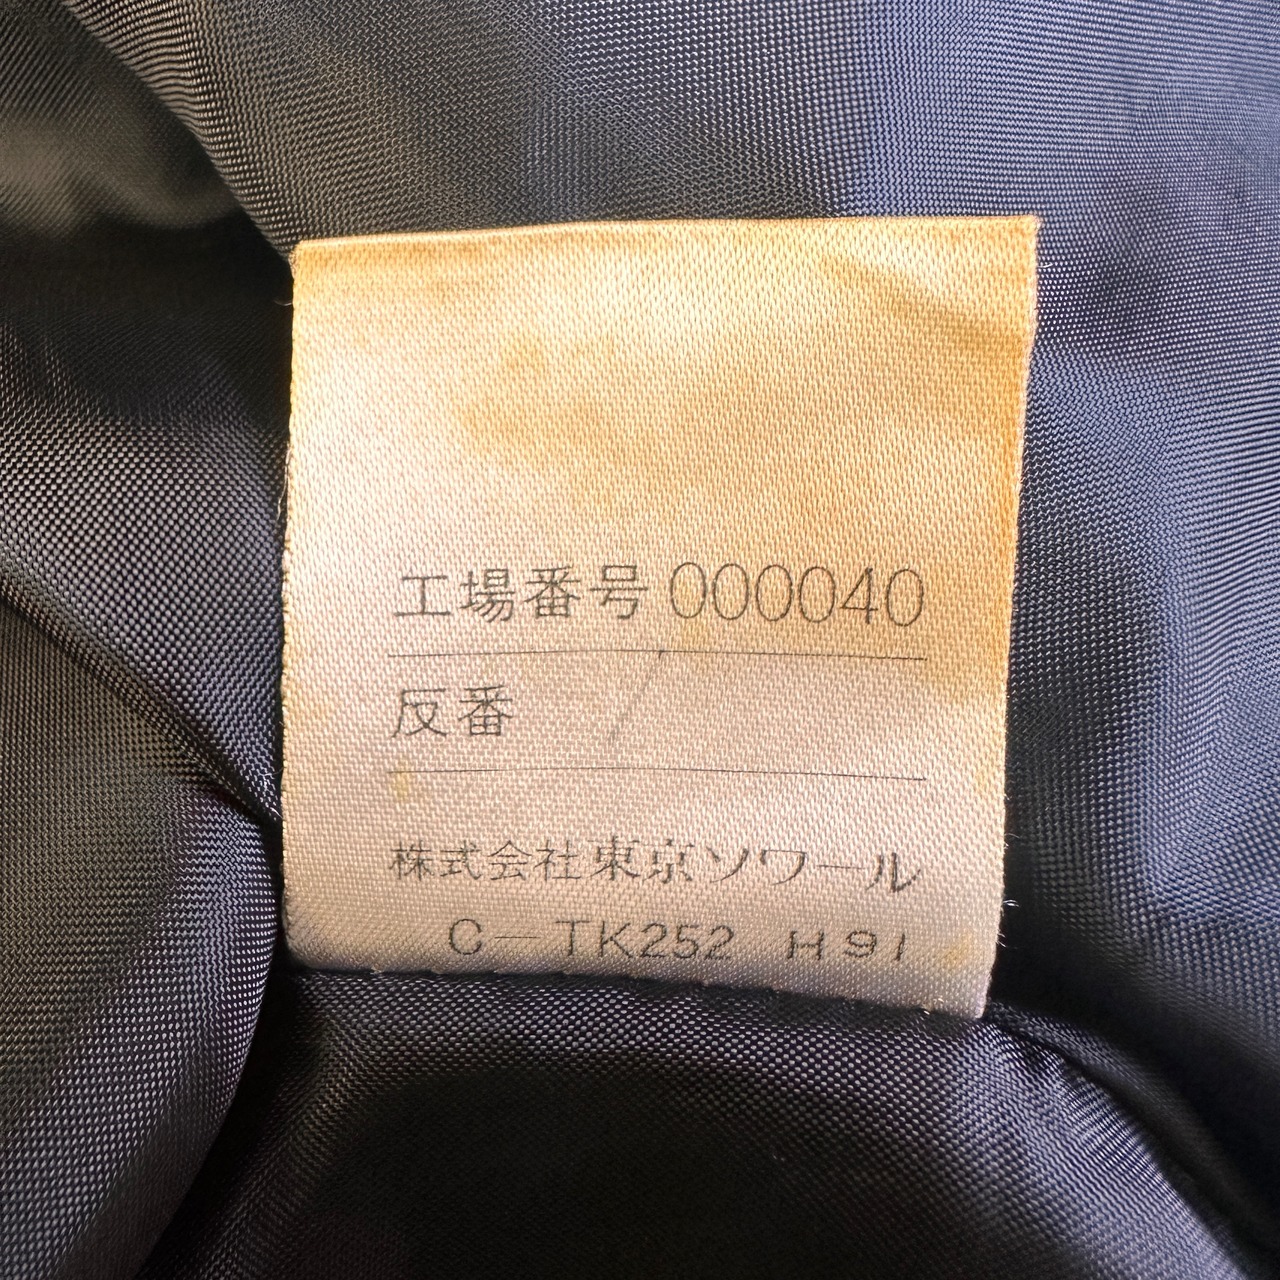 工場番号 000040
反番 /
株式会社東京ソワール
C-TK252 H91